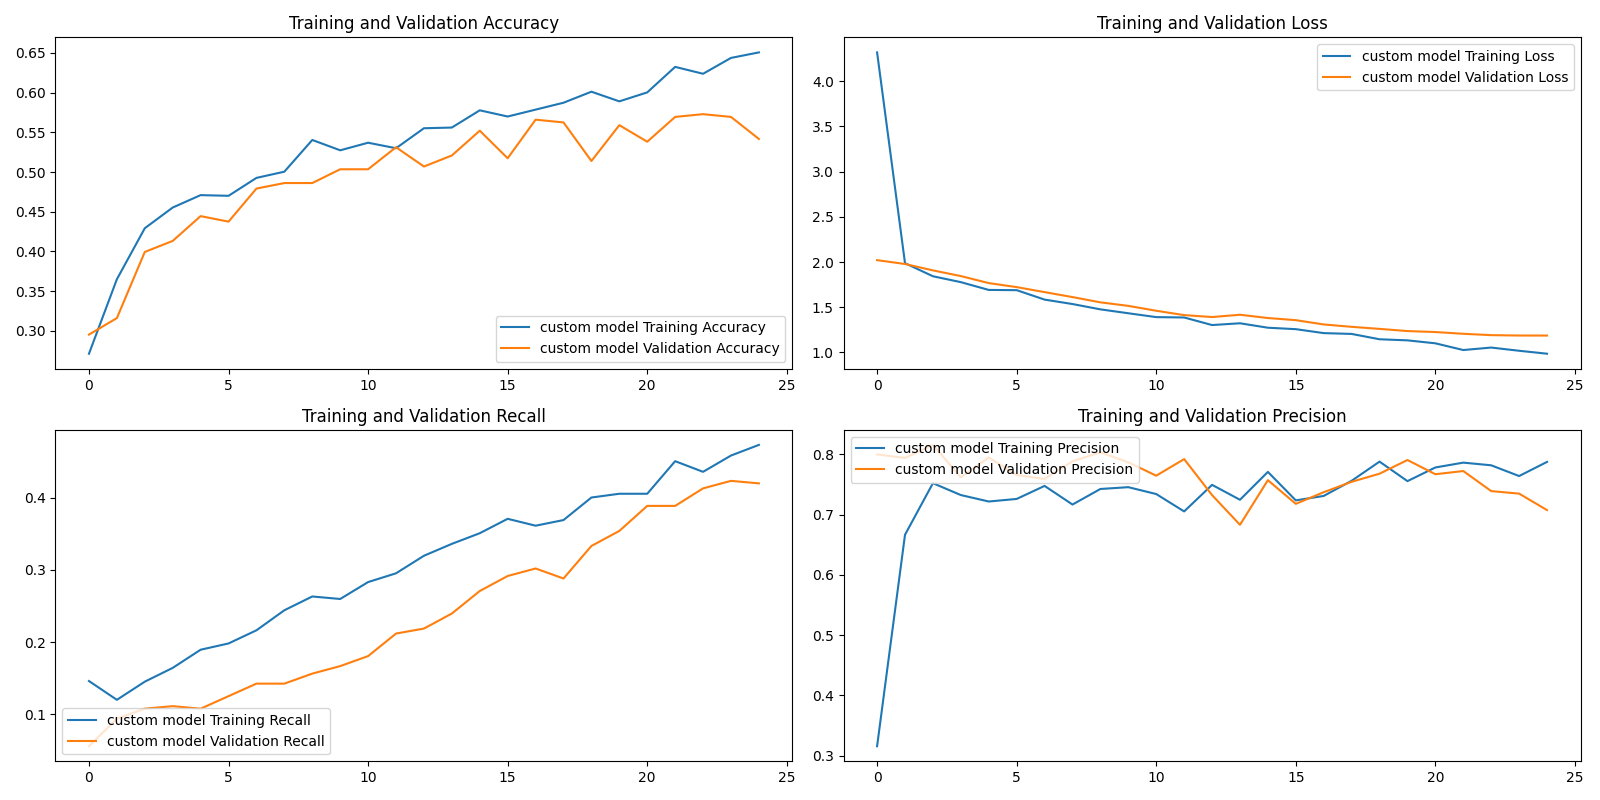 Training and Validation Accuracy
0.65
0.60
0.55
0.50
0.45
0.40
0.35
0.30
custom model Training Accuracy
custom model Validation Accuracy
0 5 10 15 20 25
Training and Validation Loss
custom model Training Loss
custom model Validation Loss
4.0
3.5
3.0
2.5
2.0
1.5
1.0
0 5 10 15 20 25
Training and Validation Recall
0.4
0.3
0.2
0.1
custom model Training Recall
custom model Validation Recall
0 5 10 15 20 25
Training and Validation Precision
custom model Training Precision
custom model Validation Precision
0.8
0.7
0.6
0.5
0.4
0.3
0 5 10 15 20 25